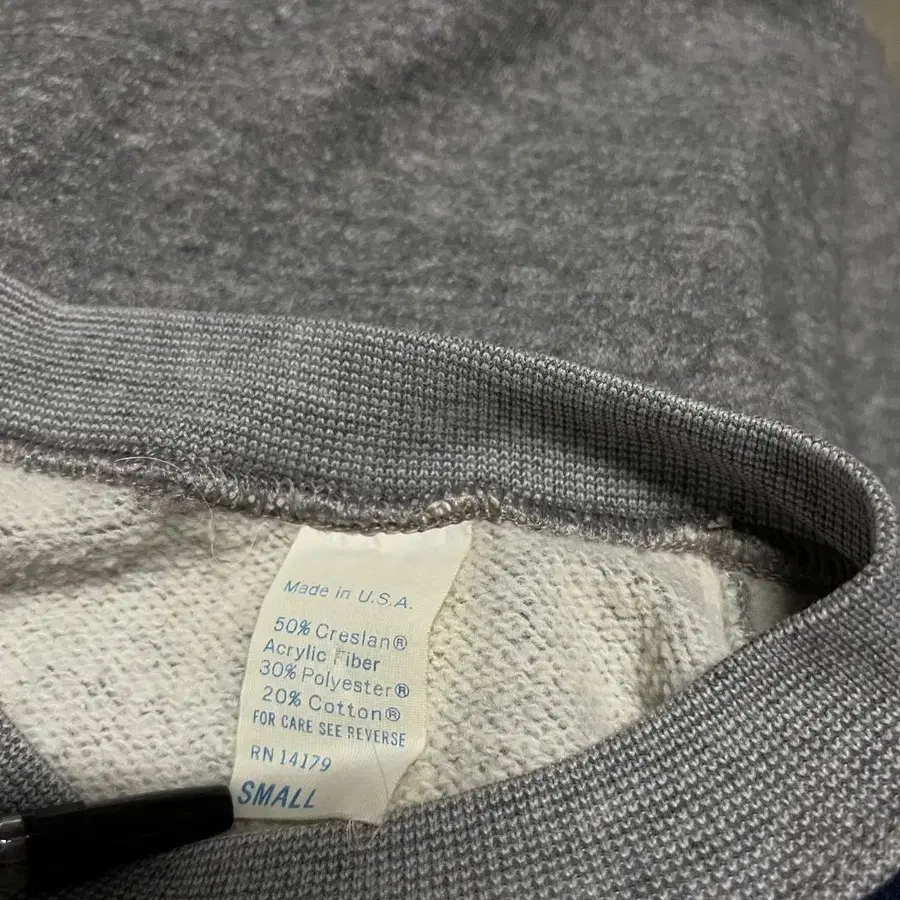 Made in U.S.A.
50% Creslan®
Acrylic Fiber
30% Polyester®
20% Cotton®
FOR CARE SEE REVERSE
RN 14179
SMALL